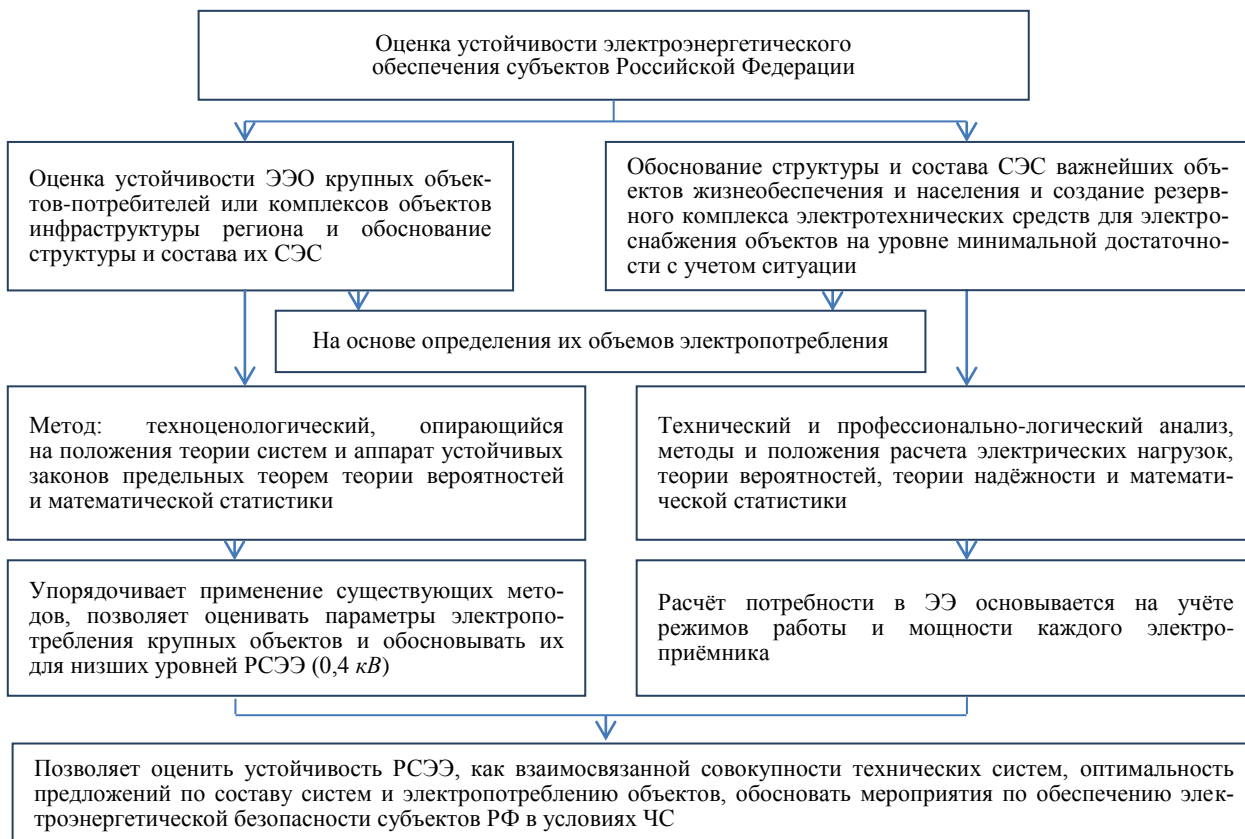 Оценка устойчивости электроэнергетического
обеспечения субъектов Российской Федерации
Оценка устойчивости ЭЭО крупных объек-
тов-потребителей или комплексов объектов
инфраструктуры региона и обоснование
структуры и состава их СЭС
Обоснование структуры и состава СЭС важнейших объ-
ектов жизнеобеспечения и населения и создание резерв-
ного комплекса электротехнических средств для электро-
снабжения объектов на уровне минимальной достаточно-
сти с учетом ситуации
На основе определения их объемов электропотребления
Метод: техноценологический, опирающийся
на положения теории систем и аппарат устойчивых
законов предельных теорем теории вероятностей
и математической статистики
Технический и профессионально-логический анализ,
методы и положения расчета электрических нагрузок,
теории вероятностей, теории надёжности и математи-
ческой статистики
Упорядочивает применение существующих мето-
дов, позволяет оценивать параметры электропо-
требления крупных объектов и обосновывать их
для низших уровней РСЭЭ (0,4 кВ)
Расчёт потребности в ЭЭ основывается на учёте
режимов работы и мощности каждого электро-
приёмника
Позволяет оценить устойчивость РСЭЭ, как взаимосвязанной совокупности технических систем, оптимальность
предложений по составу систем и электропотреблению объектов, обосновать мероприятия по обеспечению элек-
троэнергетической безопасности субъектов РФ в условиях ЧС